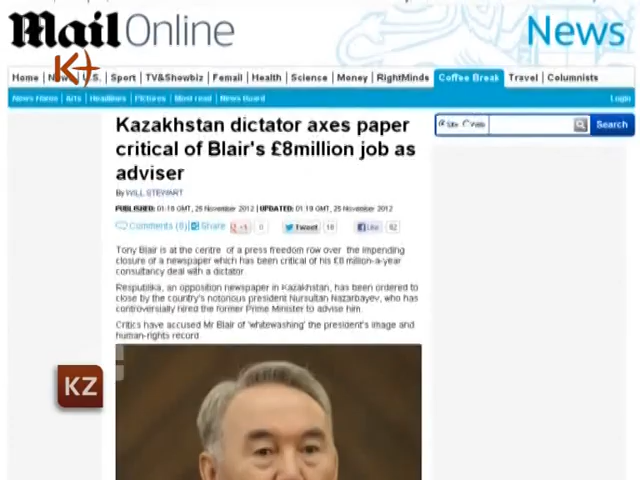 Mail Online
News
K+
Home News U.S. Sport TV&Showbiz Femail Health Science Money RightMinds Coffee Break Travel Columnists
News Home Arts Headlines Pictures Most read News Board Login
Kazakhstan dictator axes paper
critical of Blair's £8million job as
adviser
Search
By WILL STEWART
PUBLISHED: 01:18 GMT, 25 November 2012 | UPDATED: 01:19 GMT, 25 November 2012
Comments (8) Share +1 0 Tweet 18 Like 62
Tony Blair is at the centre of a press freedom row over the impending
closure of a newspaper which has been critical of his £8 million-a-year
consultancy deal with a dictator
Respublika, an opposition newspaper in Kazakhstan, has been ordered to
close by the country's notorious president Nursultan Nazarbayev, who has
controversially hired the former Prime Minister to advise him
Critics have accused Mr Blair of 'whitewashing' the president's image and
human-rights record
KZ